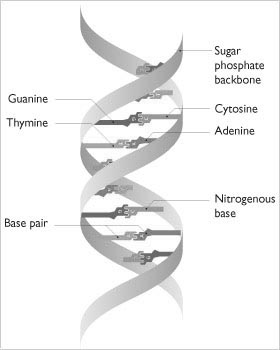 Sugar
phosphate
backbone
Guanine
Cytosine
Thymine
Adenine
Nitrogenous
base
Base pair